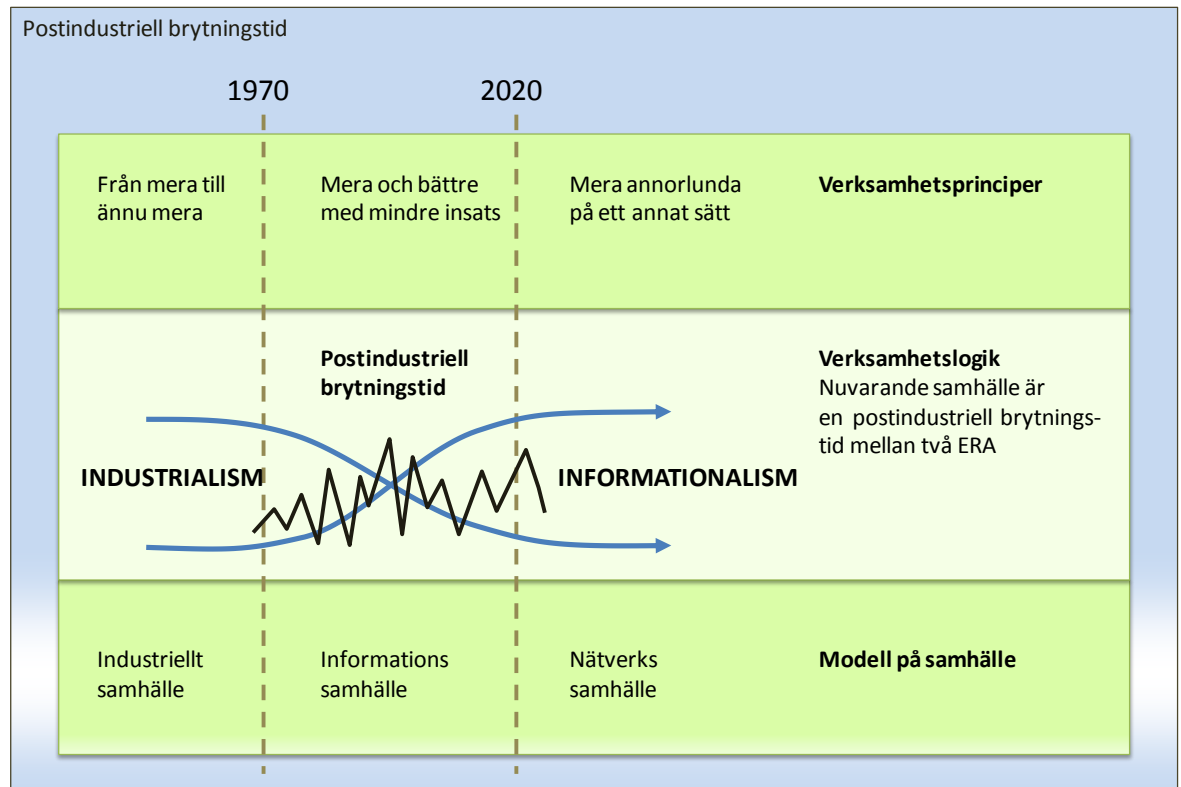 Postindustriell brytningstid
1970
2020
Från mera till
ännu mera
Mera och bättre
med mindre insats
Mera annorlunda
på ett annat sätt
Verksamhetsprinciper
Postindustriell
brytningstid
Verksamhetslogik
Nuvarande samhälle är
en postindustriell brytnings-
tid mellan två ERA
INDUSTRIALISM
INFORMATIONALISM
Industriellt
samhälle
Informations
samhälle
Nätverks
samhälle
Modell på samhälle